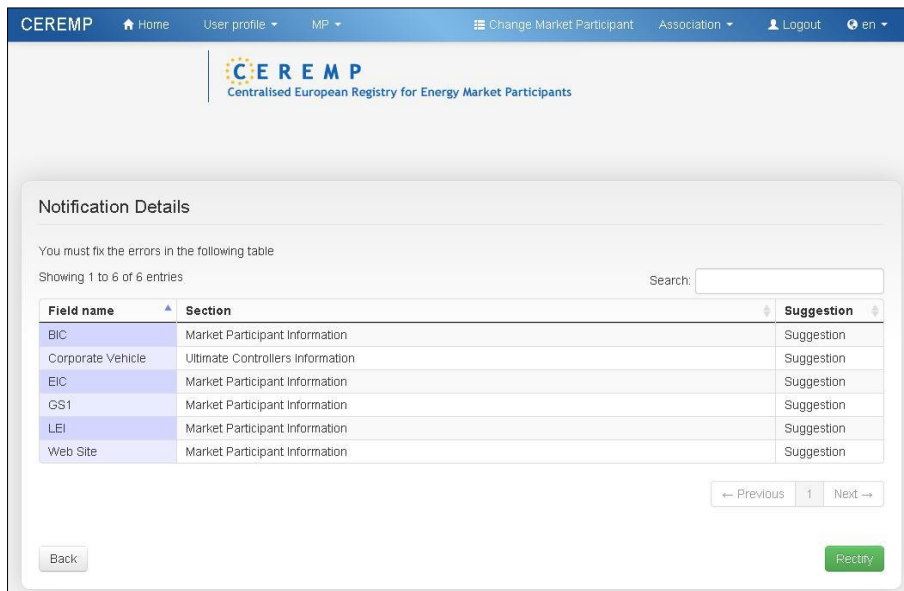 CEREMP Home User profile MP Change Market Participant Association Logout en
CEREMP
Centralised European Registry for Energy Market Participants
Notification Details
You must fix the errors in the following table
Showing 1 to 6 of 6 entries Search:
Field name Section Suggestion
BIC Market Participant Information Suggestion
Corporate Vehicle Ultimate Controllers Information Suggestion
EIC Market Participant Information Suggestion
GS1 Market Participant Information Suggestion
LEI Market Participant Information Suggestion
Web Site Market Participant Information Suggestion
← Previous 1 Next →
Back Rectify